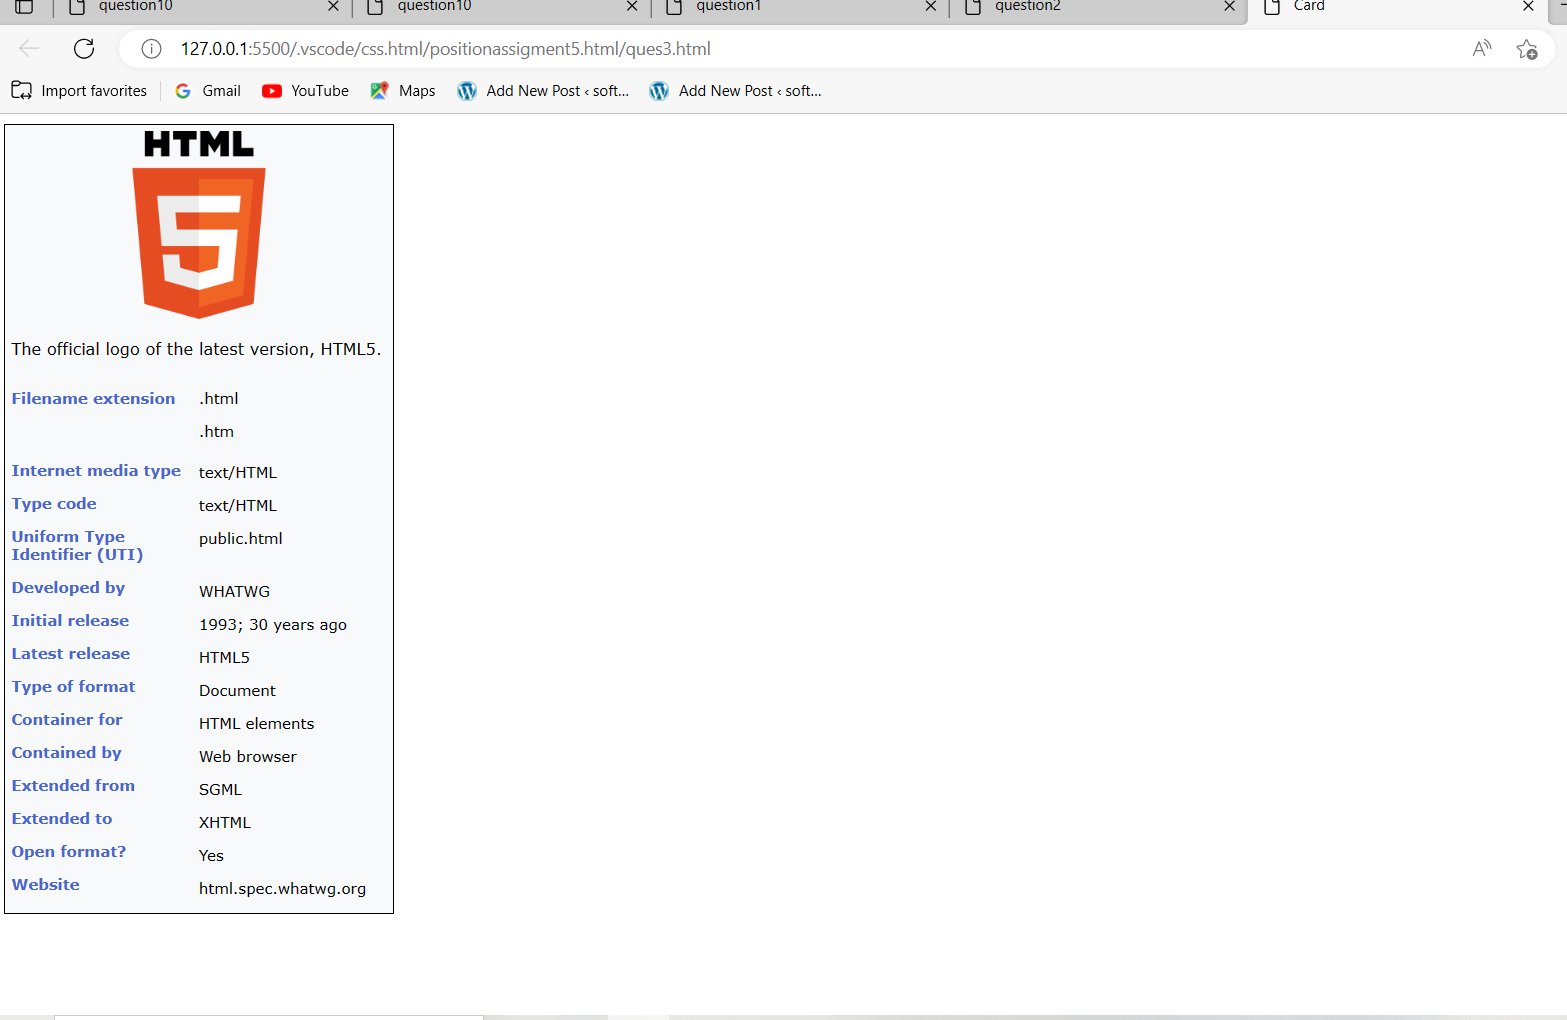 question10
question10
question1
question2
Card
127.0.0.1:5500/.vscode/css.html/positionassigment5.html/ques3.html
Import favorites
Gmail
YouTube
Maps
Add New Post ‹ soft...
Add New Post ‹ soft...
HTML
5
The official logo of the latest version, HTML5.
Filename extension .html
.htm
Internet media type text/HTML
Type code text/HTML
Uniform Type public.html
Identifier (UTI)
Developed by WHATWG
Initial release 1993; 30 years ago
Latest release HTML5
Type of format Document
Container for HTML elements
Contained by Web browser
Extended from SGML
Extended to XHTML
Open format? Yes
Website html.spec.whatwg.org